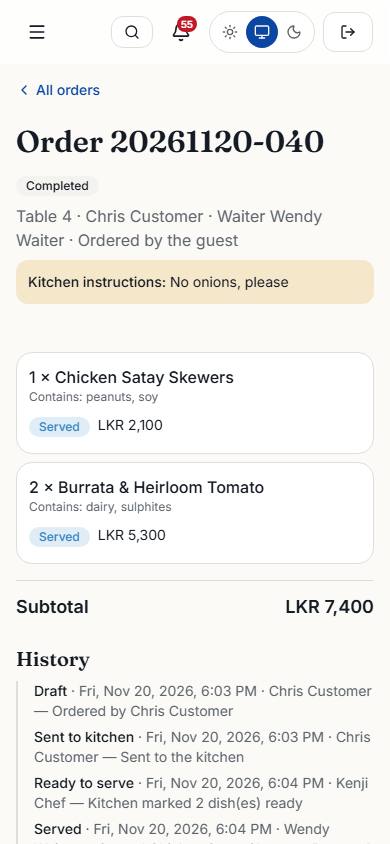 55
All orders
Order 20261120-040
Completed
Table 4 · Chris Customer · Waiter Wendy
Waiter · Ordered by the guest
Kitchen instructions: No onions, please
1 × Chicken Satay Skewers
Contains: peanuts, soy
Served LKR 2,100
2 × Burrata & Heirloom Tomato
Contains: dairy, sulphites
Served LKR 5,300
Subtotal LKR 7,400
History
Draft · Fri, Nov 20, 2026, 6:03 PM · Chris Customer
— Ordered by Chris Customer
Sent to kitchen · Fri, Nov 20, 2026, 6:03 PM · Chris
Customer — Sent to the kitchen
Ready to serve · Fri, Nov 20, 2026, 6:04 PM · Kenji
Chef — Kitchen marked 2 dish(es) ready
Served · Fri, Nov 20, 2026, 6:04 PM · Wendy